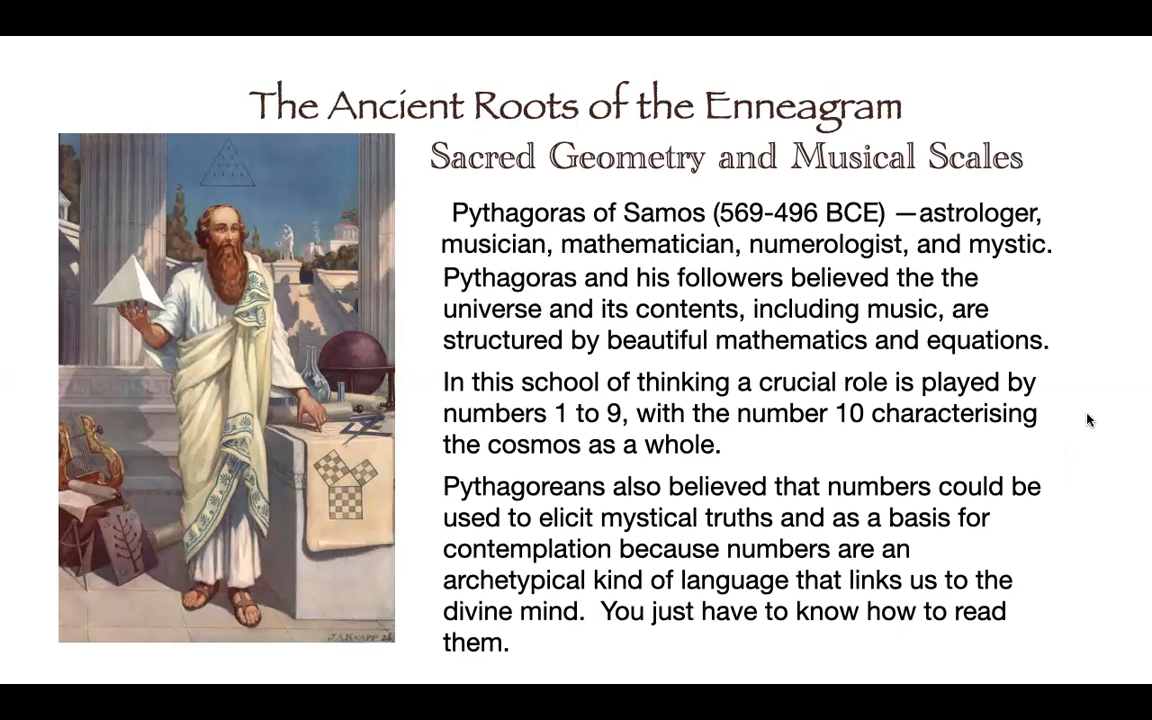 The Ancient Roots of the Enneagram
Sacred Geometry and Musical Scales
Pythagoras of Samos (569-496 BCE) —astrologer,
musician, mathematician, numerologist, and mystic.
Pythagoras and his followers believed the the
universe and its contents, including music, are
structured by beautiful mathematics and equations.
In this school of thinking a crucial role is played by
numbers 1 to 9, with the number 10 characterising
the cosmos as a whole.
Pythagoreans also believed that numbers could be
used to elicit mystical truths and as a basis for
contemplation because numbers are an
archetypical kind of language that links us to the
divine mind.  You just have to know how to read
them.
J.A. KNAPP